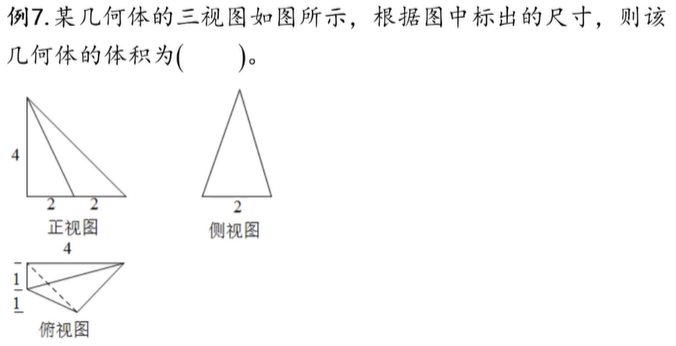 例7.某几何体的三视图如图所示，根据图中标出的尺寸，则该
几何体的体积为(　　)。
4
2 2
正视图
2
侧视图
4
1
1
俯视图